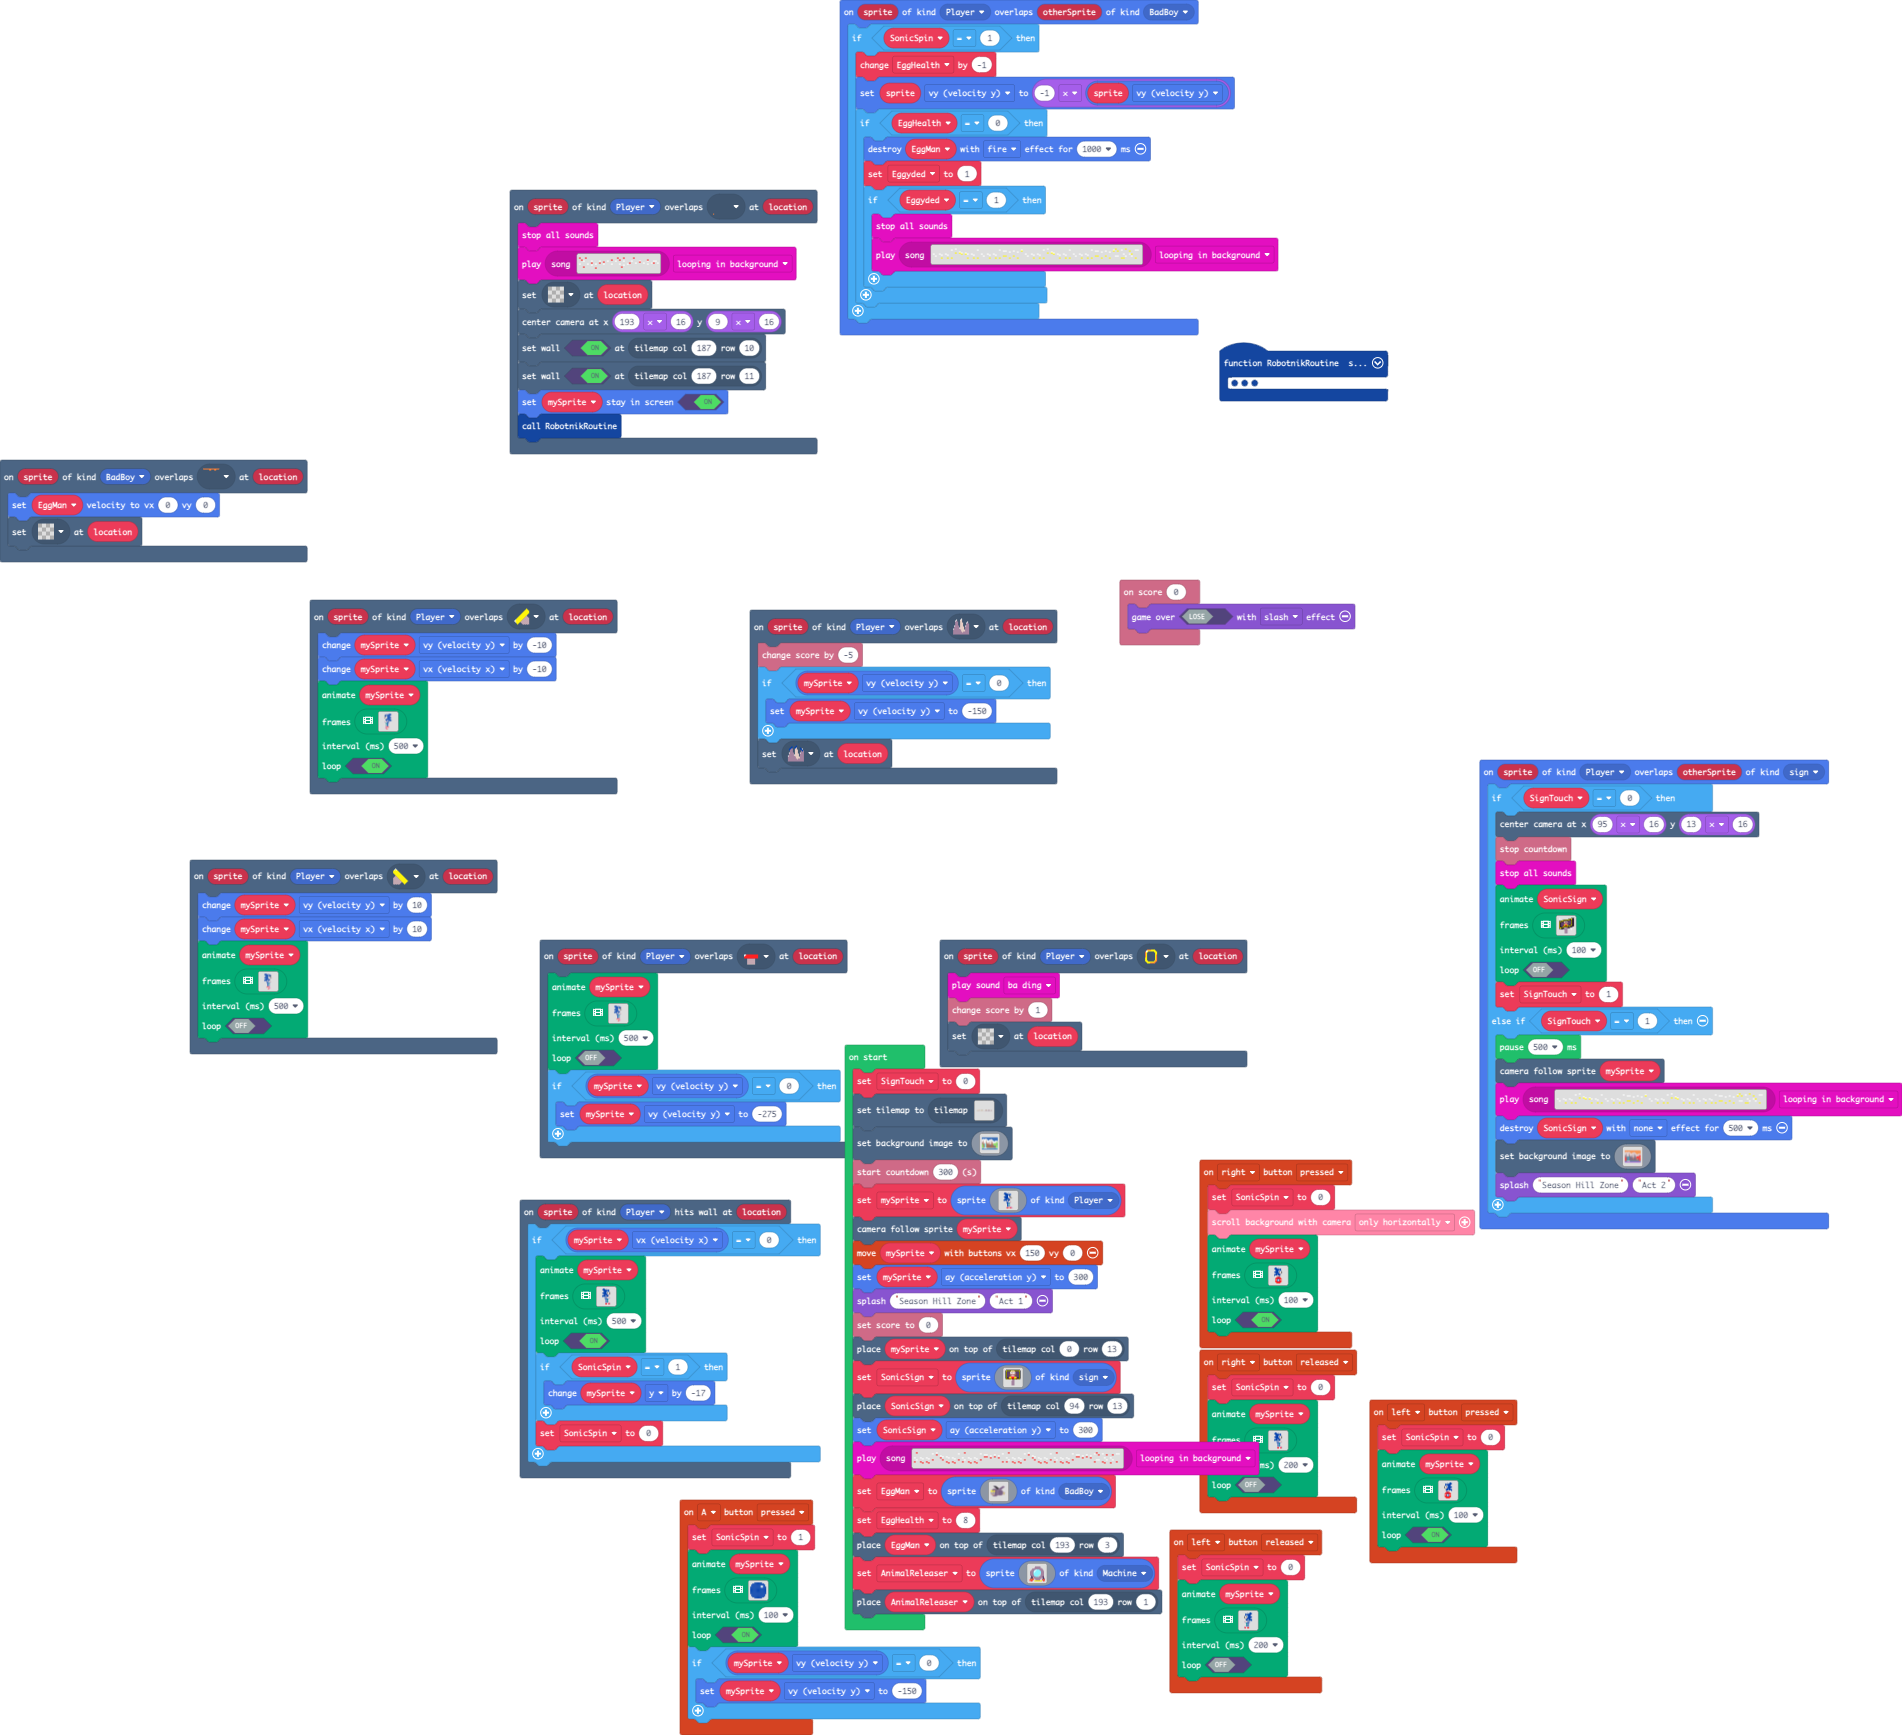 on sprite of kind Player overlaps otherSprite of kind BadBoy
if SonicSpin = 1 then
change EggHealth by -1
set sprite vy (velocity y) to -1 x sprite vy (velocity y)
if EggHealth = 0 then
destroy EggMan with fire effect for 1000 ms
set Eggyded to 1
if Eggyded = 1 then
stop all sounds
play song looping in background
on sprite of kind Player overlaps at location
stop all sounds
play song looping in background
set at location
center camera at x 193 x 16 y 9 x 16
set wall ON at tilemap col 187 row 10
set wall ON at tilemap col 187 row 11
set mySprite stay in screen ON
call RobotnikRoutine
function RobotnikRoutine s...
on sprite of kind BadBoy overlaps at location
set EggMan velocity to vx 0 vy 0
set at location
on sprite of kind Player overlaps at location
change mySprite vy (velocity y) by -10
change mySprite vx (velocity x) by -10
animate mySprite
frames
interval (ms) 500
loop ON
on sprite of kind Player overlaps at location
change score by -5
if mySprite vy (velocity y) = 0 then
set mySprite vy (velocity y) to -150
set at location
on score 0
game over LOSE with slash effect
on sprite of kind Player overlaps otherSprite of kind sign
if SignTouch = 0 then
center camera at x 95 x 16 y 13 x 16
stop countdown
stop all sounds
animate SonicSign
frames
interval (ms) 100
loop OFF
set SignTouch to 1
else if SignTouch = 1 then
pause 500 ms
camera follow sprite mySprite
play song looping in background
destroy SonicSign with none effect for 500 ms
set background image to
splash "Season Hill Zone" "Act 2"
on sprite of kind Player overlaps at location
change mySprite vy (velocity y) by 10
change mySprite vx (velocity x) by 10
animate mySprite
frames
interval (ms) 500
loop OFF
on sprite of kind Player overlaps at location
animate mySprite
frames
interval (ms) 500
loop OFF
if mySprite vy (velocity y) = 0 then
set mySprite vy (velocity y) to -275
on sprite of kind Player overlaps at location
play sound ba ding
change score by 1
set at location
on start
set SignTouch to 0
set tilemap to tilemap
set background image to
start countdown 300 (s)
set mySprite to sprite of kind Player
camera follow sprite mySprite
move mySprite with buttons vx 150 vy 0
set mySprite ay (acceleration y) to 300
splash "Season Hill Zone" "Act 1"
set score to 0
place mySprite on top of tilemap col 0 row 13
set SonicSign to sprite of kind sign
place SonicSign on top of tilemap col 94 row 13
set SonicSign ay (acceleration y) to 300
play song looping in background
set EggMan to sprite of kind BadBoy
set EggHealth to 8
place EggMan on top of tilemap col 193 row 3
set AnimalReleaser to sprite of kind Machine
place AnimalReleaser on top of tilemap col 193 row 1
on sprite of kind Player hits wall at location
if mySprite vx (velocity x) = 0 then
animate mySprite
frames
interval (ms) 500
loop ON
if SonicSpin = 1 then
change mySprite y by -17
set SonicSpin to 0
on right button pressed
set SonicSpin to 0
scroll background with camera only horizontally
animate mySprite
frames
interval (ms) 100
loop ON
on right button released
set SonicSpin to 0
animate mySprite
frames
ms) 200
loop OFF
on left button pressed
set SonicSpin to 0
animate mySprite
frames
interval (ms) 100
loop ON
on A button pressed
set SonicSpin to 1
animate mySprite
frames
interval (ms) 100
loop ON
if mySprite vy (velocity y) = 0 then
set mySprite vy (velocity y) to -150
on left button released
set SonicSpin to 0
animate mySprite
frames
interval (ms) 200
loop OFF